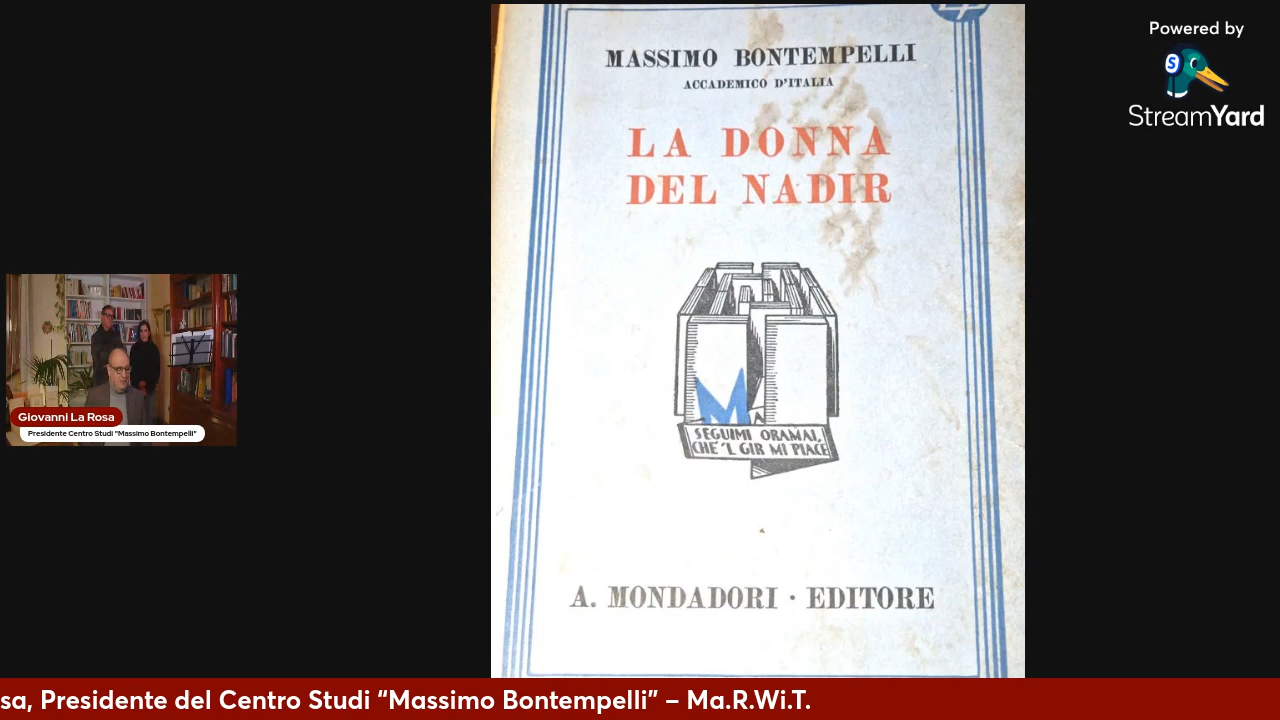 MASSIMO BONTEMPELLI
ACCADEMICO D'ITALIA
LA DONNA
DEL NADIR
M
A
SEGUIMI ORAMAI,
CHE 'L GIR MI PIACE
A. MONDADORI · EDITORE
Powered by
S
StreamYard
Giovanni La Rosa
Presidente Centro Studi "Massimo Bontempelli"
sa, Presidente del Centro Studi “Massimo Bontempelli” – Ma.R.Wi.T.